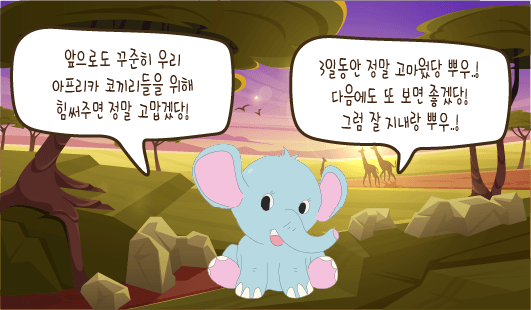 앞으로도 꾸준히 우리
아프리카 코끼리들을 위해
힘써주면 정말 고맙겠당!
3일동안 정말 고마웠당 뿌우..!
다음에도 또 보면 좋겠당!
그럼 잘 지내랑 뿌우..!